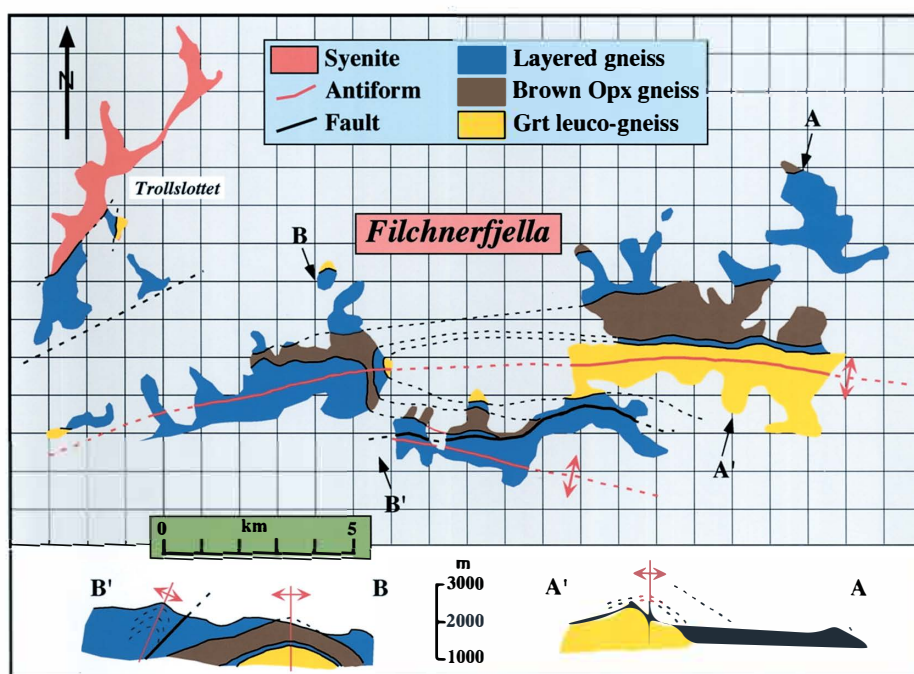 N
Syenite
Antiform
Fault
Layered gneiss
Brown Opx gneiss
Grt leuco-gneiss
A
Trollslottet
B
Filchnerfjella
A'
B'
0 km 5
B' B
m
3000
2000
1000
A' A